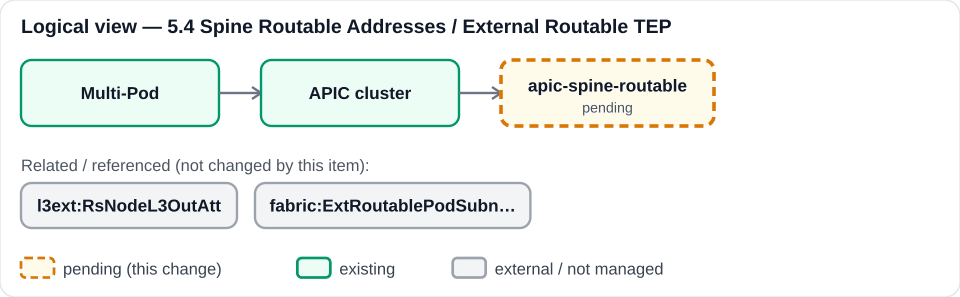 Logical view — 5.4 Spine Routable Addresses / External Routable TEP
Multi-Pod
APIC cluster
apic-spine-routable
pending
Related / referenced (not changed by this item):
l3ext:RsNodeL3OutAtt
fabric:ExtRoutablePodSubn…
pending (this change)
existing
external / not managed